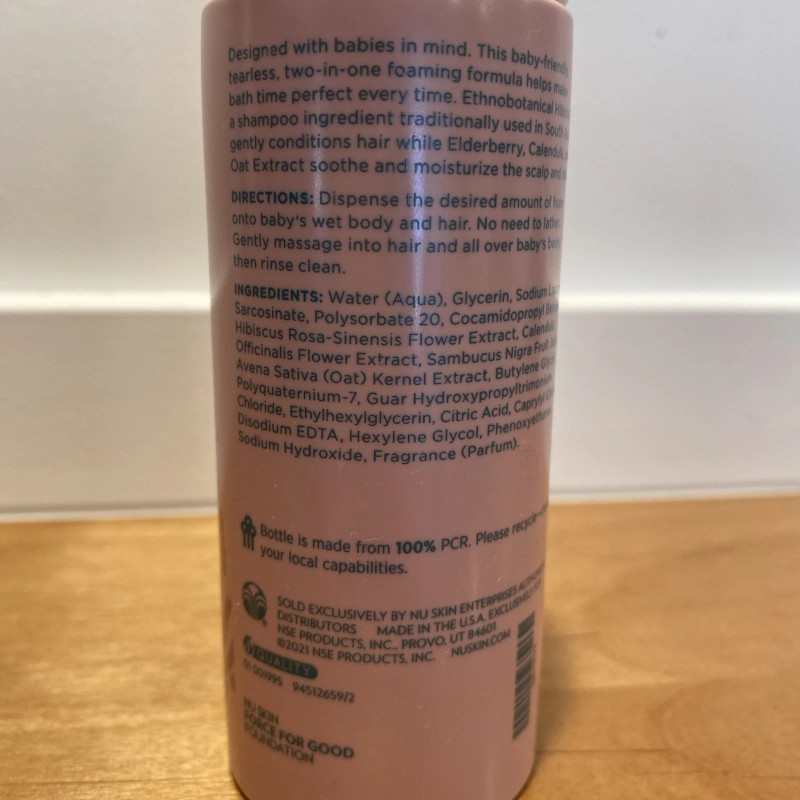 Designed with babies in mind. This baby-friendly,
tearless, two-in-one foaming formula helps make
bath time perfect every time. Ethnobotanical
a shampoo ingredient traditionally used in South
gently conditions hair while Elderberry, Calendula,
Oat Extract soothe and moisturize the scalp and
DIRECTIONS: Dispense the desired amount of
onto baby's wet body and hair. No need to lather.
Gently massage into hair and all over baby's body
then rinse clean.
INGREDIENTS: Water (Aqua), Glycerin, Sodium
Sarcosinate, Polysorbate 20, Cocamidopropyl
Hibiscus Rosa-Sinensis Flower Extract, Calendula
Officinalis Flower Extract, Sambucus Nigra Fruit
Avena Sativa (Oat) Kernel Extract, Butylene
Polyquaternium-7, Guar Hydroxypropyltrimonium
Chloride, Ethylhexylglycerin, Citric Acid, Caprylyl
Disodium EDTA, Hexylene Glycol, Phenoxyethanol,
Sodium Hydroxide, Fragrance (Parfum).
Bottle is made from 100% PCR. Please recycle
your local capabilities.
SOLD EXCLUSIVELY BY NU SKIN ENTERPRISES
DISTRIBUTORS MADE IN THE U.S.A. EXCLUSIVELY FOR
NSE PRODUCTS, INC., PROVO, UT 84601
©2021 NSE PRODUCTS, INC. NUSKIN.COM
6 QUALITY
01 001995 94512659/2
NU SKIN
FORCE FOR GOOD
FOUNDATION